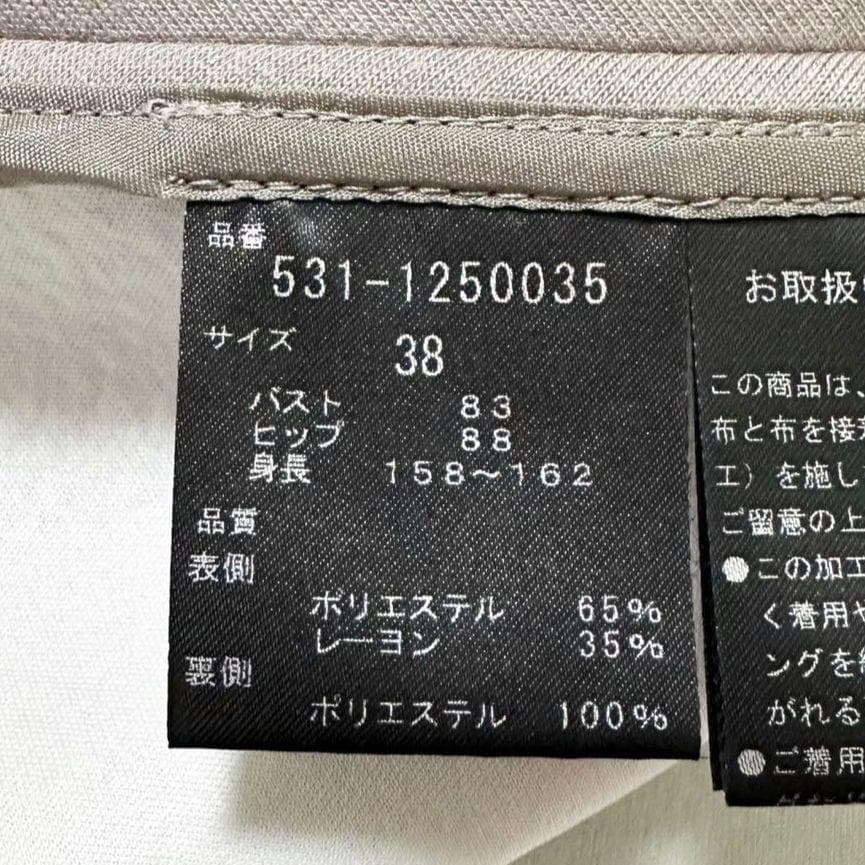 品番
531-1250035
サイズ 38
バスト 83
ヒップ 88
身長 158〜162
品質
表側
ポリエステル 65%
レーヨン 35%
裏側
ポリエステル 100%
お取扱
この商品は、
布と布を接着
エ）を施し
ご留意の上
●この加工
く着用や
ングを
がれる
●ご着用